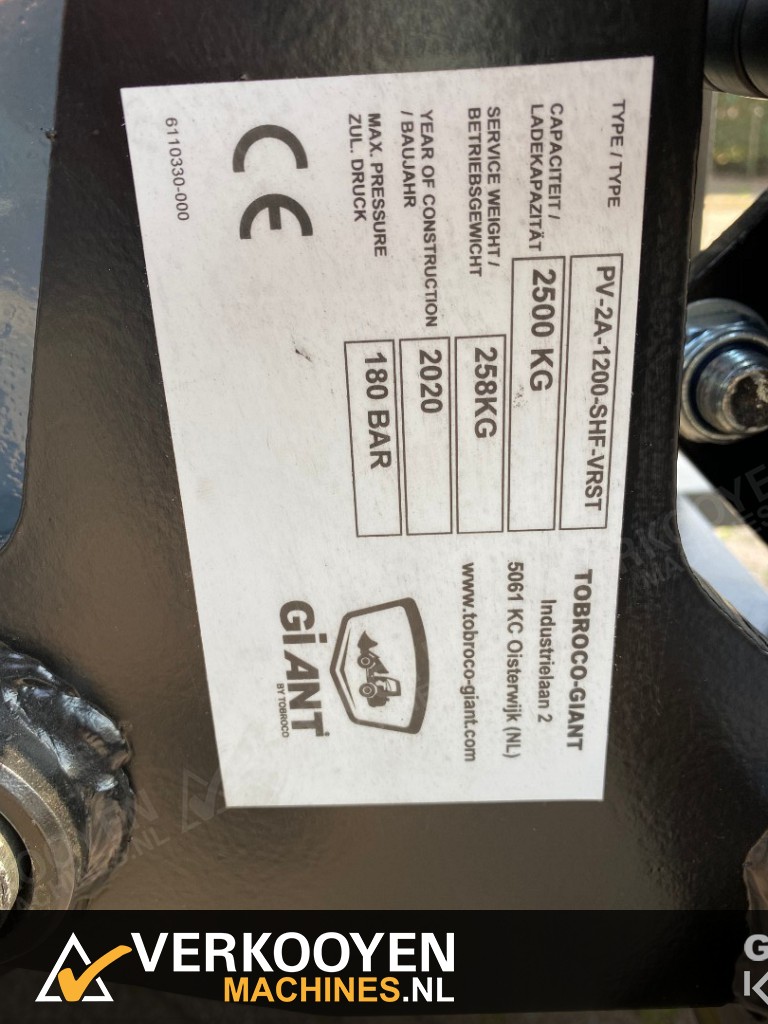 TYPE / TYPE
PV-2A-1200-SHF-VRST
CAPACITEIT /
LADEKAPAZITÄT
2500 KG
SERVICE WEIGHT /
BETRIEBSGEWICHT
258KG
YEAR OF CONSTRUCTION
/ BAUJAHR
2020
MAX. PRESSURE
ZUL. DRUCK
180 BAR
CE
6110330-000
TOBROCO-GIANT
Industrielaan 2
5061 KC Oisterwijk (NL)
www.tobroco-giant.com
GiANT
BY TOBROCO
VERKOOYEN
MACHINES.NL